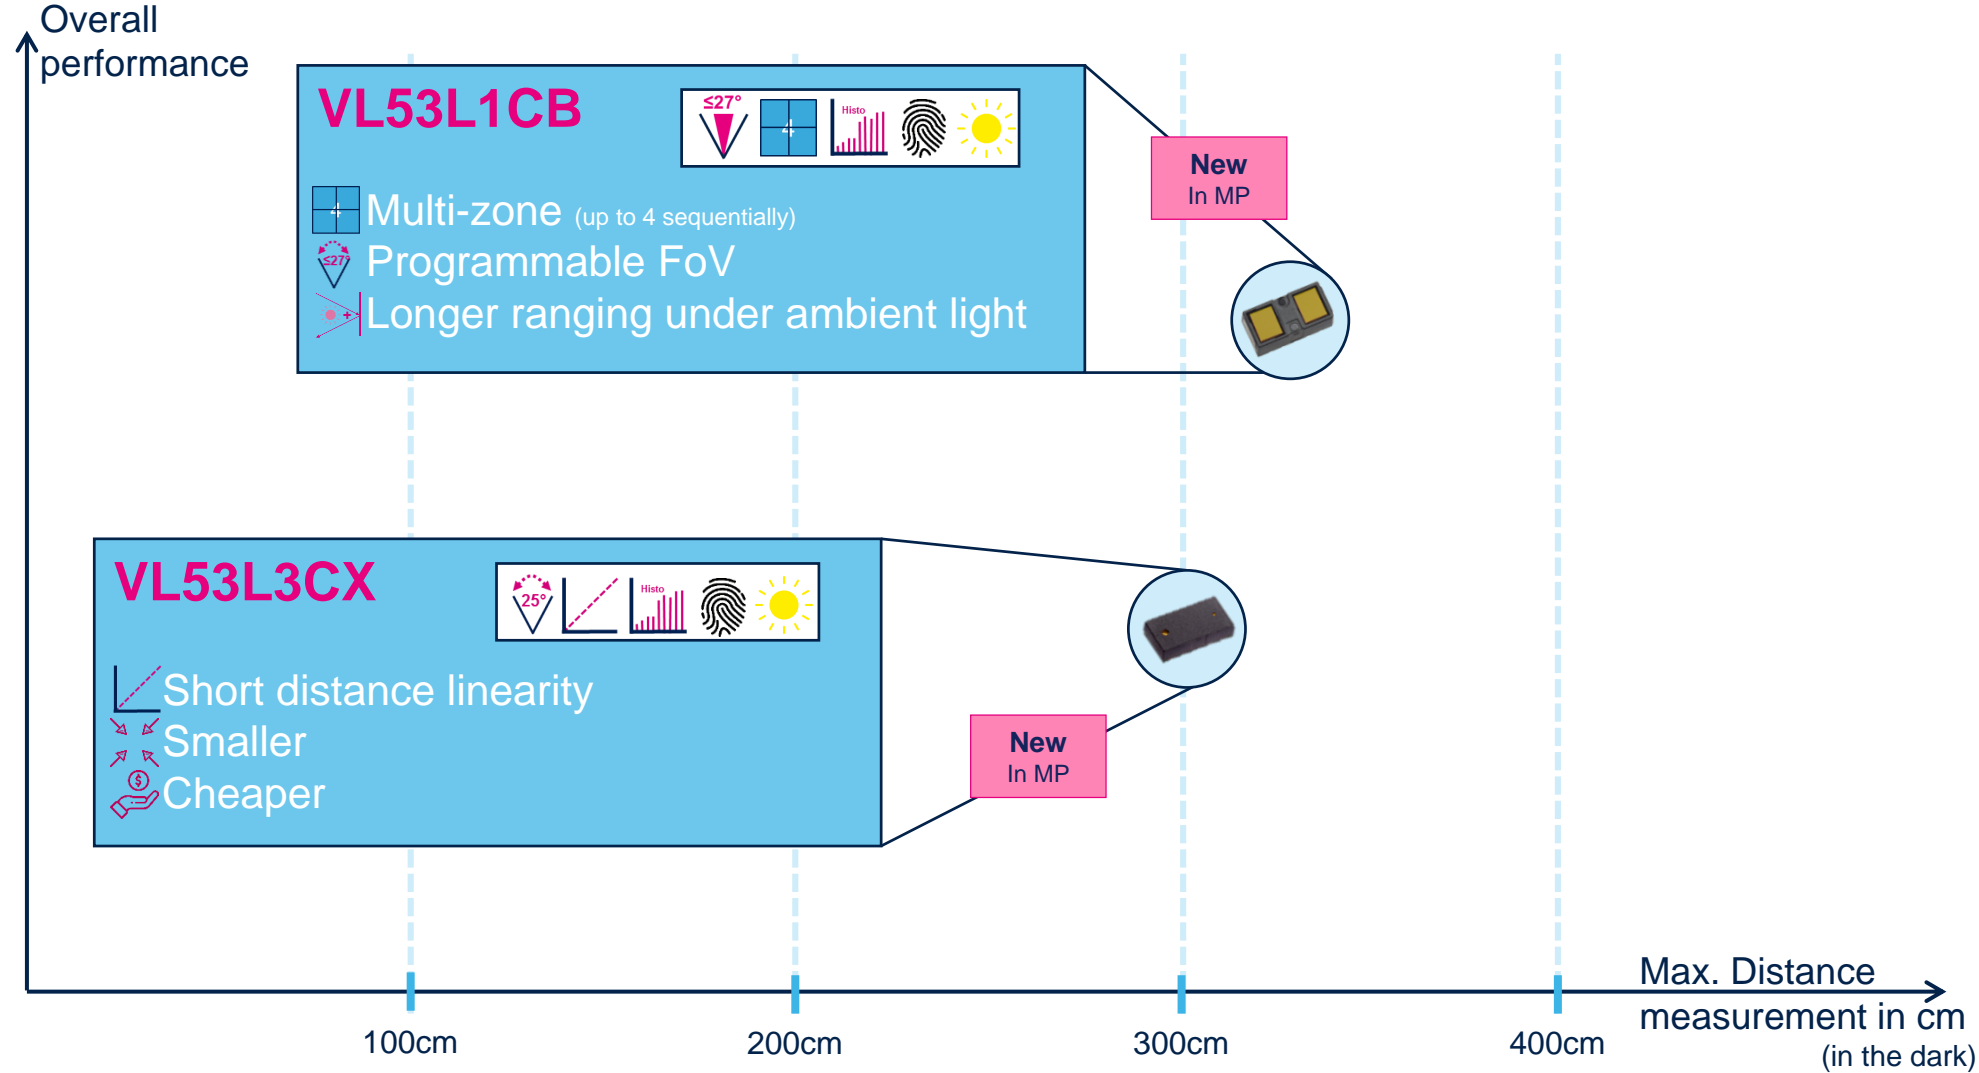 Overall
performance
VL53L1CB
≤27°
4
Histo
4
Multi-zone (up to 4 sequentially)
≤27°
Programmable FoV
+
Longer ranging under ambient light
New
In MP
VL53L3CX
25°
Histo
Short distance linearity
Smaller
$
Cheaper
New
In MP
100cm
200cm
300cm
400cm
Max. Distance
measurement in cm
(in the dark)